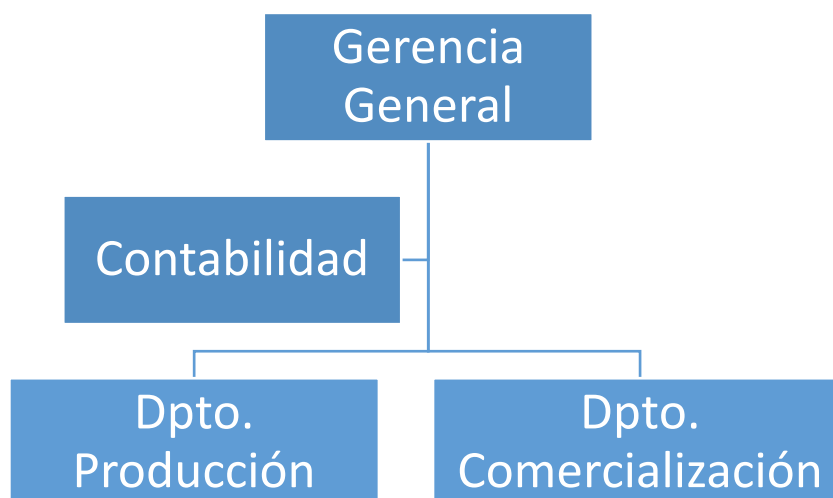 Gerencia
General
Contabilidad
Dpto.
Producción
Dpto.
Comercialización